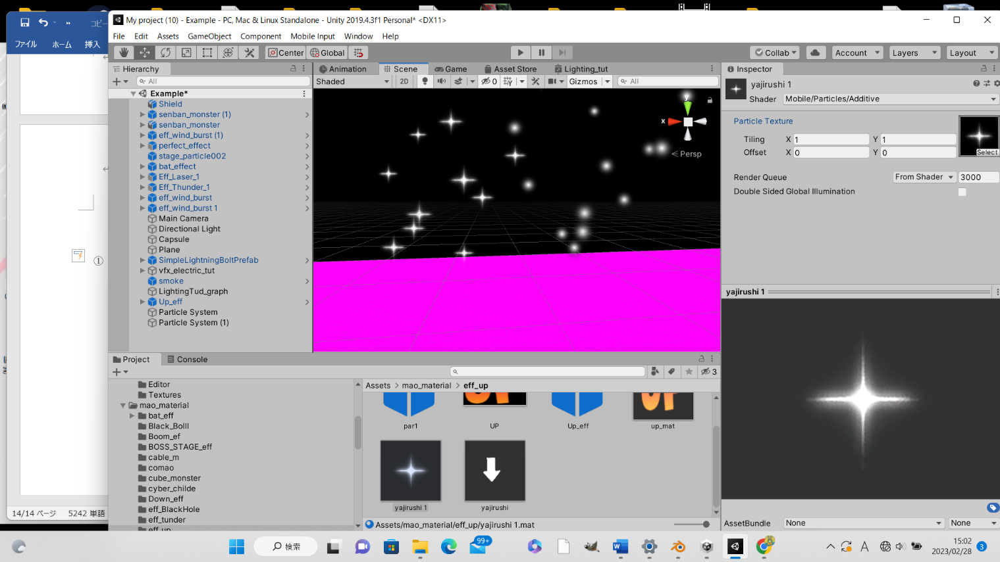 My project (10) - Example - PC, Mac & Linux Standalone - Unity 2019.4.3f1 Personal* <DX11>
コピー
ファイル ホーム 挿入
File Edit Assets GameObject Component Mobile Input Window Help
Center Global
Collab Account Layers Layout
Hierarchy
All
Example*
Shield
senban_monster (1)
senban_monster
eff_wind_burst (1)
perfect_effect
stage_particle002
bat_effect
Eff_Laser_1
Eff_Thunder_1
eff_wind_burst
eff_wind_burst 1
Main Camera
Directional Light
Capsule
Plane
SimpleLightningBoltPrefab
vfx_electric_tut
smoke
LightingTud_graph
Up_eff
Particle System
Particle System (1)
①
14/14 ページ 5242 単語
Animation Scene Game Asset Store Lighting_tut
Shaded 2D 0 Gizmos All
y
x
Persp
Inspector
yajirushi 1
Shader Mobile/Particles/Additive
Particle Texture
Tiling X 1 Y 1
Offset X 0 Y 0
Select
Render Queue From Shader 3000
Double Sided Global Illumination
yajirushi 1
AssetBundle None None
Project Console
3
Editor
Textures
mao_material
bat_eff
Black_Bolll
Boom_ef
BOSS_STAGE_eff
cable_m
comao
cube_monster
cyber_childe
Down_eff
eff_BlackHole
eff_tunder
eff_up
Assets > mao_material > eff_up
par1 UP Up_eff up_mat
yajirushi 1 yajirushi
Assets/mao_material/eff_up/yajirushi 1.mat
検索
99+
A
15:02
2023/02/28
3